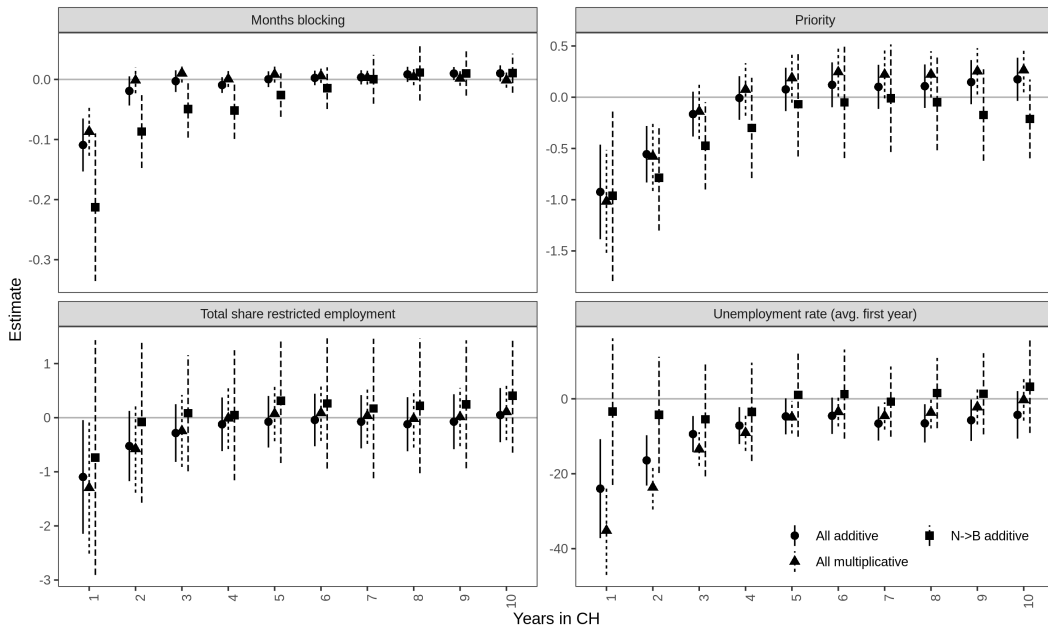 Months blocking
Priority
0.0
-0.1
-0.2
-0.3
0.5
0.0
-0.5
-1.0
-1.5
Estimate
Total share restricted employment
Unemployment rate (avg. first year)
1
0
-1
-2
-3
0
-20
-40
All additive
N->B additive
All multiplicative
1 2 3 4 5 6 7 8 9 10
1 2 3 4 5 6 7 8 9 10
Years in CH